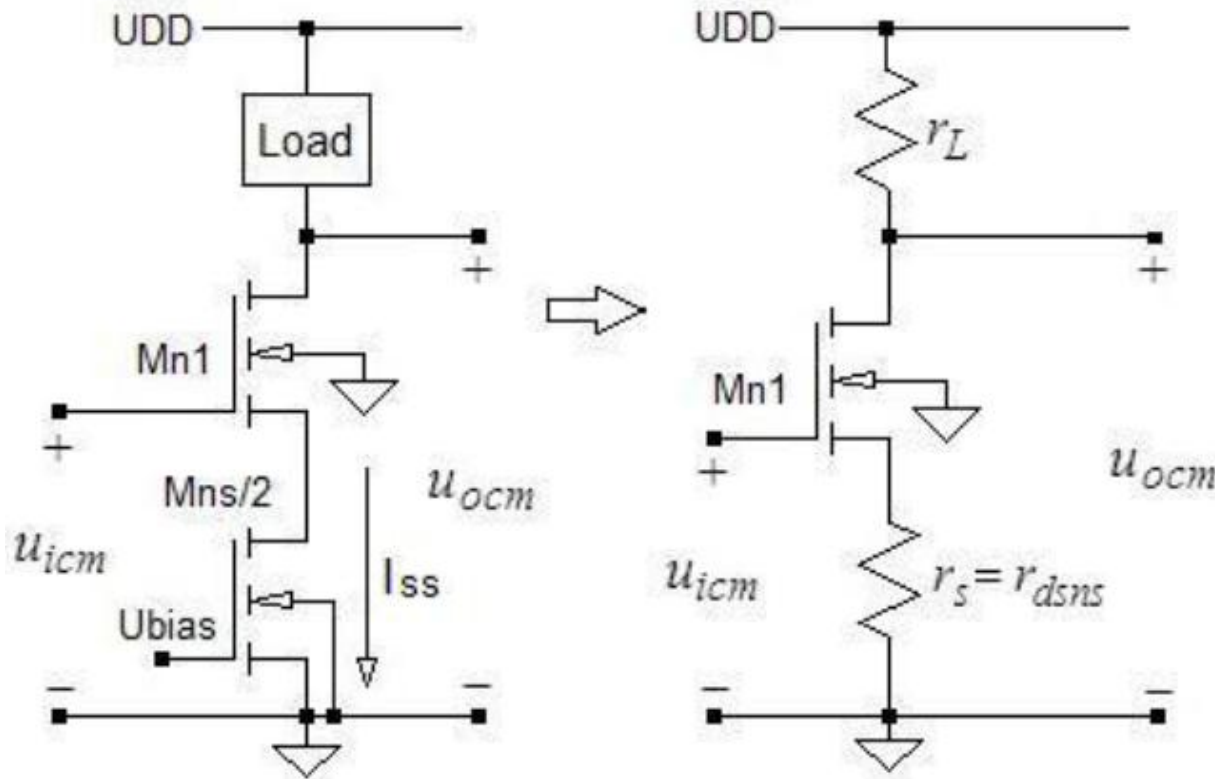 UDD
Load
+
Mn1
+
Mns/2
u_icm
u_ocm
Iss
Ubias
−
−
UDD
r_L
+
Mn1
+
u_ocm
u_icm
r_s = r_dsns
−
−